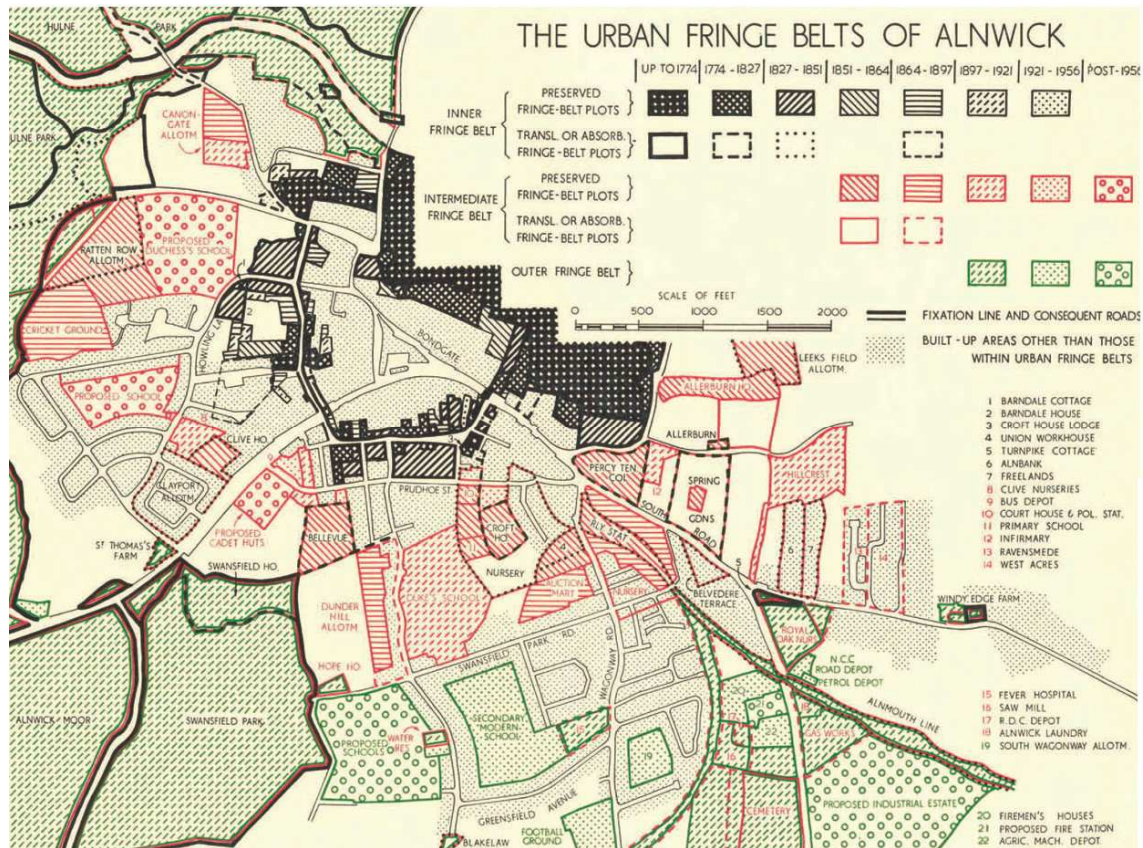 THE URBAN FRINGE BELTS OF ALNWICK
UP TO 1774 | 1774 - 1827 | 1827 - 1851 | 1851 - 1864 | 1864 - 1897 | 1897 - 1921 | 1921 - 1956 | POST-1956
INNER FRINGE BELT
PRESERVED FRINGE-BELT PLOTS
TRANSL. OR ABSORB. FRINGE-BELT PLOTS
INTERMEDIATE FRINGE BELT
PRESERVED FRINGE-BELT PLOTS
TRANSL. OR ABSORB. FRINGE-BELT PLOTS
OUTER FRINGE BELT
SCALE OF FEET
0 500 1000 1500 2000
FIXATION LINE AND CONSEQUENT ROADS
BUILT-UP AREAS OTHER THAN THOSE WITHIN URBAN FRINGE BELTS
1 BARNDALE COTTAGE
2 BARNDALE HOUSE
3 CROFT HOUSE LODGE
4 UNION WORKHOUSE
5 TURNPIKE COTTAGE
6 ALNBANK
7 FREELANDS
8 CLIVE NURSERIES
9 BUS DEPOT
10 COURT HOUSE & POL. STAT.
11 PRIMARY SCHOOL
12 INFIRMARY
13 RAVENSMEDE
14 WEST ACRES
15 FEVER HOSPITAL
16 SAW MILL
17 R.D.C. DEPOT
18 ALNWICK LAUNDRY
19 SOUTH WAGONWAY ALLOTM.
20 FIREMEN'S HOUSES
21 PROPOSED FIRE STATION
22 AGRIC. MACH. DEPOT
HULNE PARK
ULNE PARK
CANON-
GATE
ALLOTM.
RATTEN ROW
ALLOTM.
PROPOSED
DUCHESS'S SCHOOL
CRICKET GROUND
HOWLING LA.
BONDGATE
PROPOSED SCHOOL
CLIVE HO.
CLAYPORT
ALLOTM.
PROPOSED
CADET HUTS
ST THOMAS'S
FARM
SWANSFIELD HO.
BELLEVUE
PRUDHOE ST.
CROFT
HO.
NURSERY
DUNDER
HILL
ALLOTM.
DUKE'S SCHOOL
AUCTION
MART
NURSERY
RLY STAT.
PERCY TEN.
COL.
SOUTH
ROAD
SPRING
GDNS.
ALLERBURN HO.
ALLERBURN
LEEKS FIELD
ALLOTM.
HILLCREST
BELVEDERE
TERRACE
WINDY EDGE FARM
ROYAL
OAK NURS.
N.C.C.
ROAD DEPOT
PETROL DEPOT
ALNMOUTH LINE
GAS WORKS
HOPE HO.
SWANSFIELD PARK RD.
WAGONWAY RD.
SECONDARY
MODERN
SCHOOL
PROPOSED
SCHOOLS
WATER
RES.
GREENSFIELD AVENUE
FOOTBALL
GROUND
BLAKELAW
CEMETERY
PROPOSED INDUSTRIAL ESTATE
ALNWICK MOOR
SWANSFIELD PARK